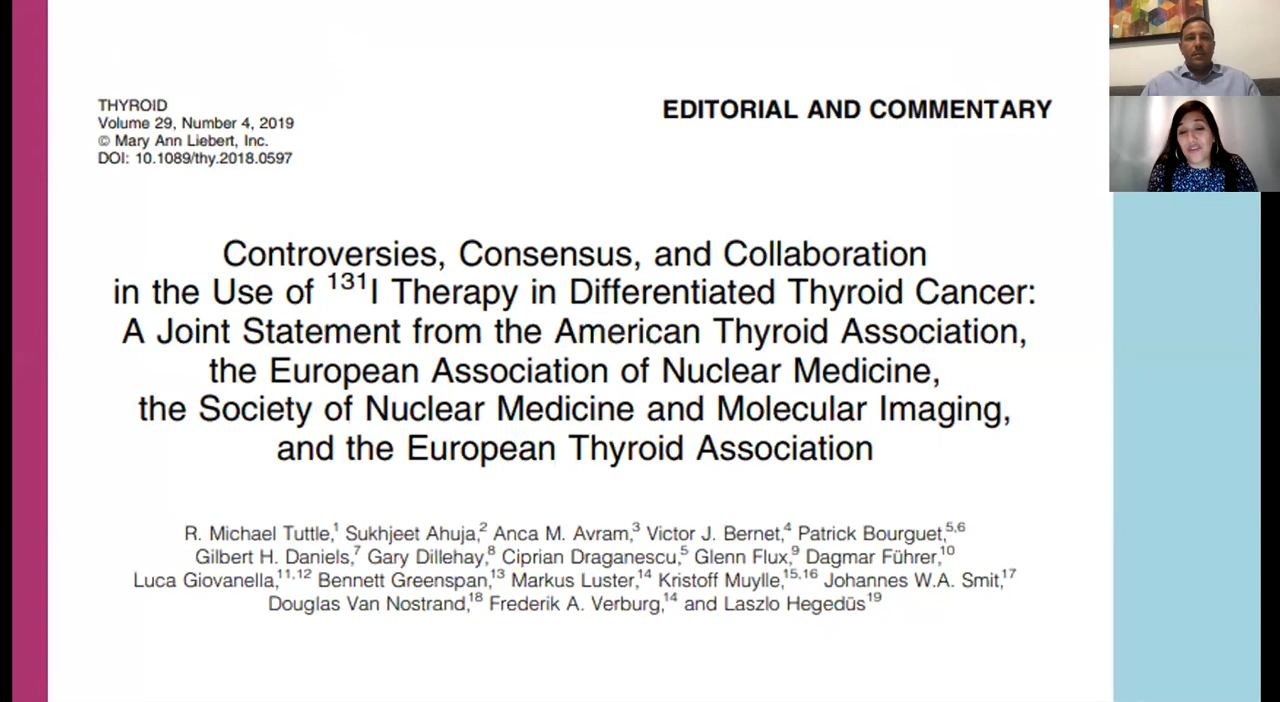 THYROID
Volume 29, Number 4, 2019
© Mary Ann Liebert, Inc.
DOI: 10.1089/thy.2018.0597
EDITORIAL AND COMMENTARY
Controversies, Consensus, and Collaboration
in the Use of ¹³¹I Therapy in Differentiated Thyroid Cancer:
A Joint Statement from the American Thyroid Association,
the European Association of Nuclear Medicine,
the Society of Nuclear Medicine and Molecular Imaging,
and the European Thyroid Association
R. Michael Tuttle,¹ Sukhjeet Ahuja,² Anca M. Avram,³ Victor J. Bernet,⁴ Patrick Bourguet,⁵,⁶
Gilbert H. Daniels,⁷ Gary Dillehay,⁸ Ciprian Draganescu,⁵ Glenn Flux,⁹ Dagmar Führer,¹⁰
Luca Giovanella,¹¹,¹² Bennett Greenspan,¹³ Markus Luster,¹⁴ Kristoff Muylle,¹⁵,¹⁶ Johannes W.A. Smit,¹⁷
Douglas Van Nostrand,¹⁸ Frederik A. Verburg,¹⁴ and Laszlo Hegedüs¹⁹